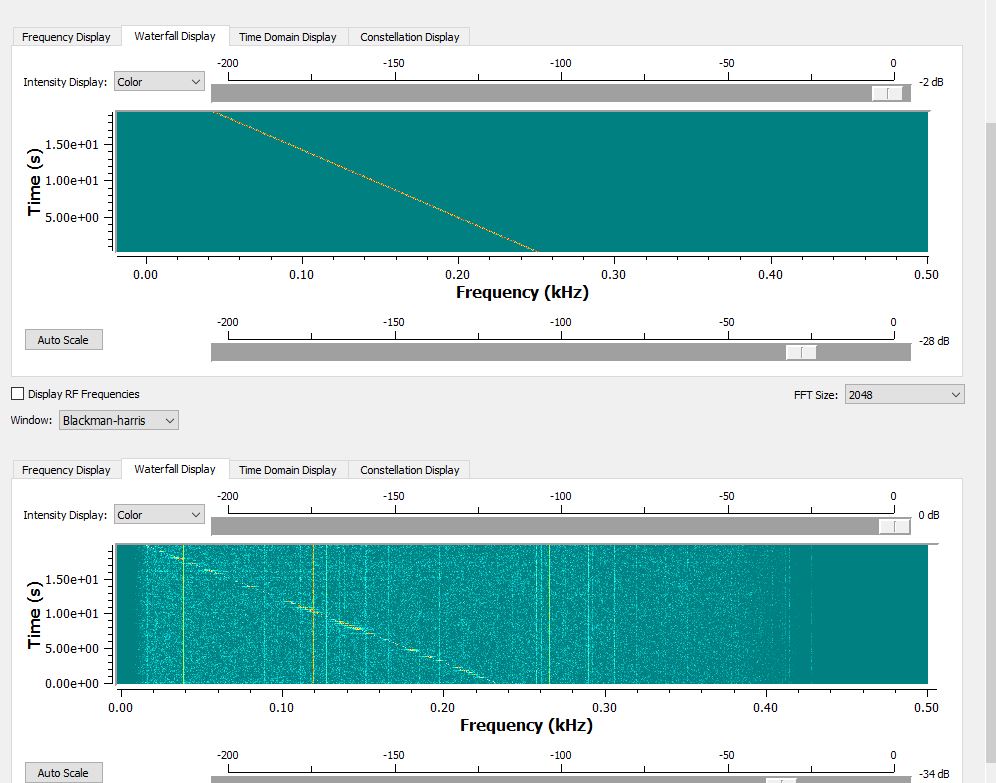 Frequency Display Waterfall Display Time Domain Display Constellation Display
-200 -150 -100 -50 0
Intensity Display: Color -2 dB
Time (s)
1.50e+01
1.00e+01
5.00e+00
0.00 0.10 0.20 0.30 0.40 0.50
Frequency (kHz)
-200 -150 -100 -50 0
Auto Scale -28 dB
Display RF Frequencies FFT Size: 2048
Window: Blackman-harris
Frequency Display Waterfall Display Time Domain Display Constellation Display
-200 -150 -100 -50 0
Intensity Display: Color 0 dB
Time (s)
1.50e+01
1.00e+01
5.00e+00
0.00e+00
0.00 0.10 0.20 0.30 0.40 0.50
Frequency (kHz)
-200 -150 -100 -50 0
Auto Scale -34 dB